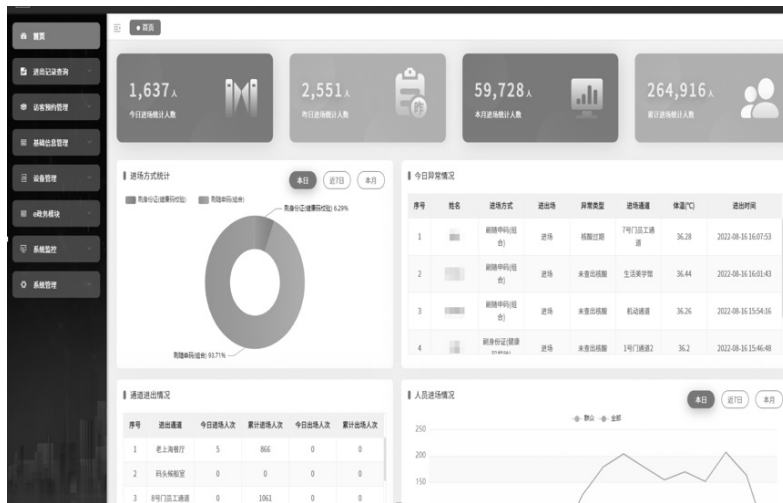 首页
进出记录查询
访客预约管理
基础信息管理
设备管理
e政务模块
系统监控
系统管理
首页
1,637人
今日进场统计人数
2,551人
昨日进场统计人数
昨
59,728人
本月进场统计人数
264,916人
累计进场统计人数
进场方式统计
本日 近7日 本月
刷身份证(健康码校验) 刷随申码(组合)
刷身份证(健康码校验) 6.29%
刷随申码(组合) 93.71%
今日异常情况
序号 姓名 进场方式 进出场 异常类型 进场通道 体温(℃) 进出时间
1 刷随申码(组合) 进场 核酸过期 7号门员工通道 36.28 2022-08-16 16:07:53
2 刷随申码(组合) 进场 未查出核酸 生活美学馆 36.44 2022-08-16 16:01:43
3 刷随申码(组合) 进场 未查出核酸 机动通道 36.26 2022-08-16 15:54:16
4 刷身份证(健康 进场 未查出核酸 1号门通道2 36.2 2022-08-16 15:46:48
通道进出情况
序号 进出通道 今日进场人次 累计进场人次 今日出场人次 累计出场人次
1 老上海餐厅 5 866 0 0
2 码头候船室 0 0 0 0
3 8号门员工通道 0 1061 0 0
人员进场情况
本日 近7日 本月
群众 全部
250
200
150